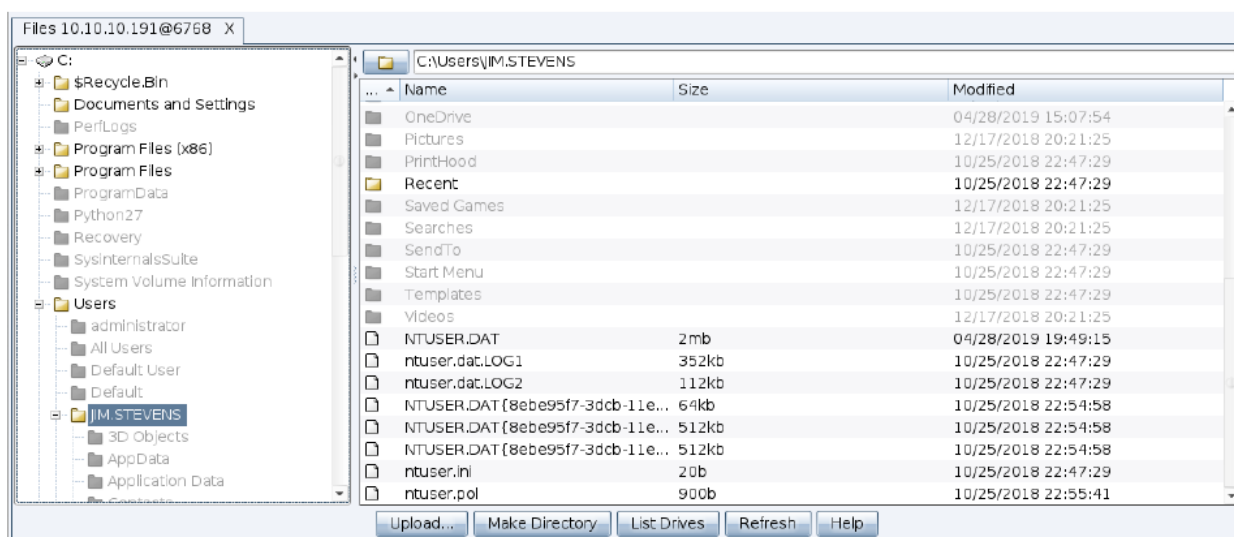 Files 10.10.10.191@6768 X
C:
$Recycle.Bin
Documents and Settings
PerfLogs
Program Files (x86)
Program Files
ProgramData
Python27
Recovery
SysinternalsSuite
System Volume Information
Users
administrator
All Users
Default User
Default
JIM.STEVENS
3D Objects
AppData
Application Data
C:\Users\JIM.STEVENS
... Name Size Modified
OneDrive 04/28/2019 15:07:54
Pictures 12/17/2018 20:21:25
PrintHood 10/25/2018 22:47:29
Recent 10/25/2018 22:47:29
Saved Games 12/17/2018 20:21:25
Searches 12/17/2018 20:21:25
SendTo 10/25/2018 22:47:29
Start Menu 10/25/2018 22:47:29
Templates 10/25/2018 22:47:29
Videos 12/17/2018 20:21:25
NTUSER.DAT 2mb 04/28/2019 19:49:15
ntuser.dat.LOG1 352kb 10/25/2018 22:47:29
ntuser.dat.LOG2 112kb 10/25/2018 22:47:29
NTUSER.DAT{8ebe95f7-3dcb-11e... 64kb 10/25/2018 22:54:58
NTUSER.DAT{8ebe95f7-3dcb-11e... 512kb 10/25/2018 22:54:58
NTUSER.DAT{8ebe95f7-3dcb-11e... 512kb 10/25/2018 22:54:58
ntuser.ini 20b 10/25/2018 22:47:29
ntuser.pol 900b 10/25/2018 22:55:41
Upload... Make Directory List Drives Refresh Help